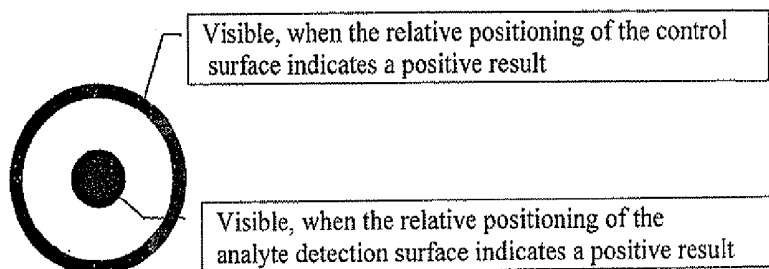 Visible, when the relative positioning of the control
surface indicates a positive result
Visible, when the relative positioning of the
analyte detection surface indicates a positive result